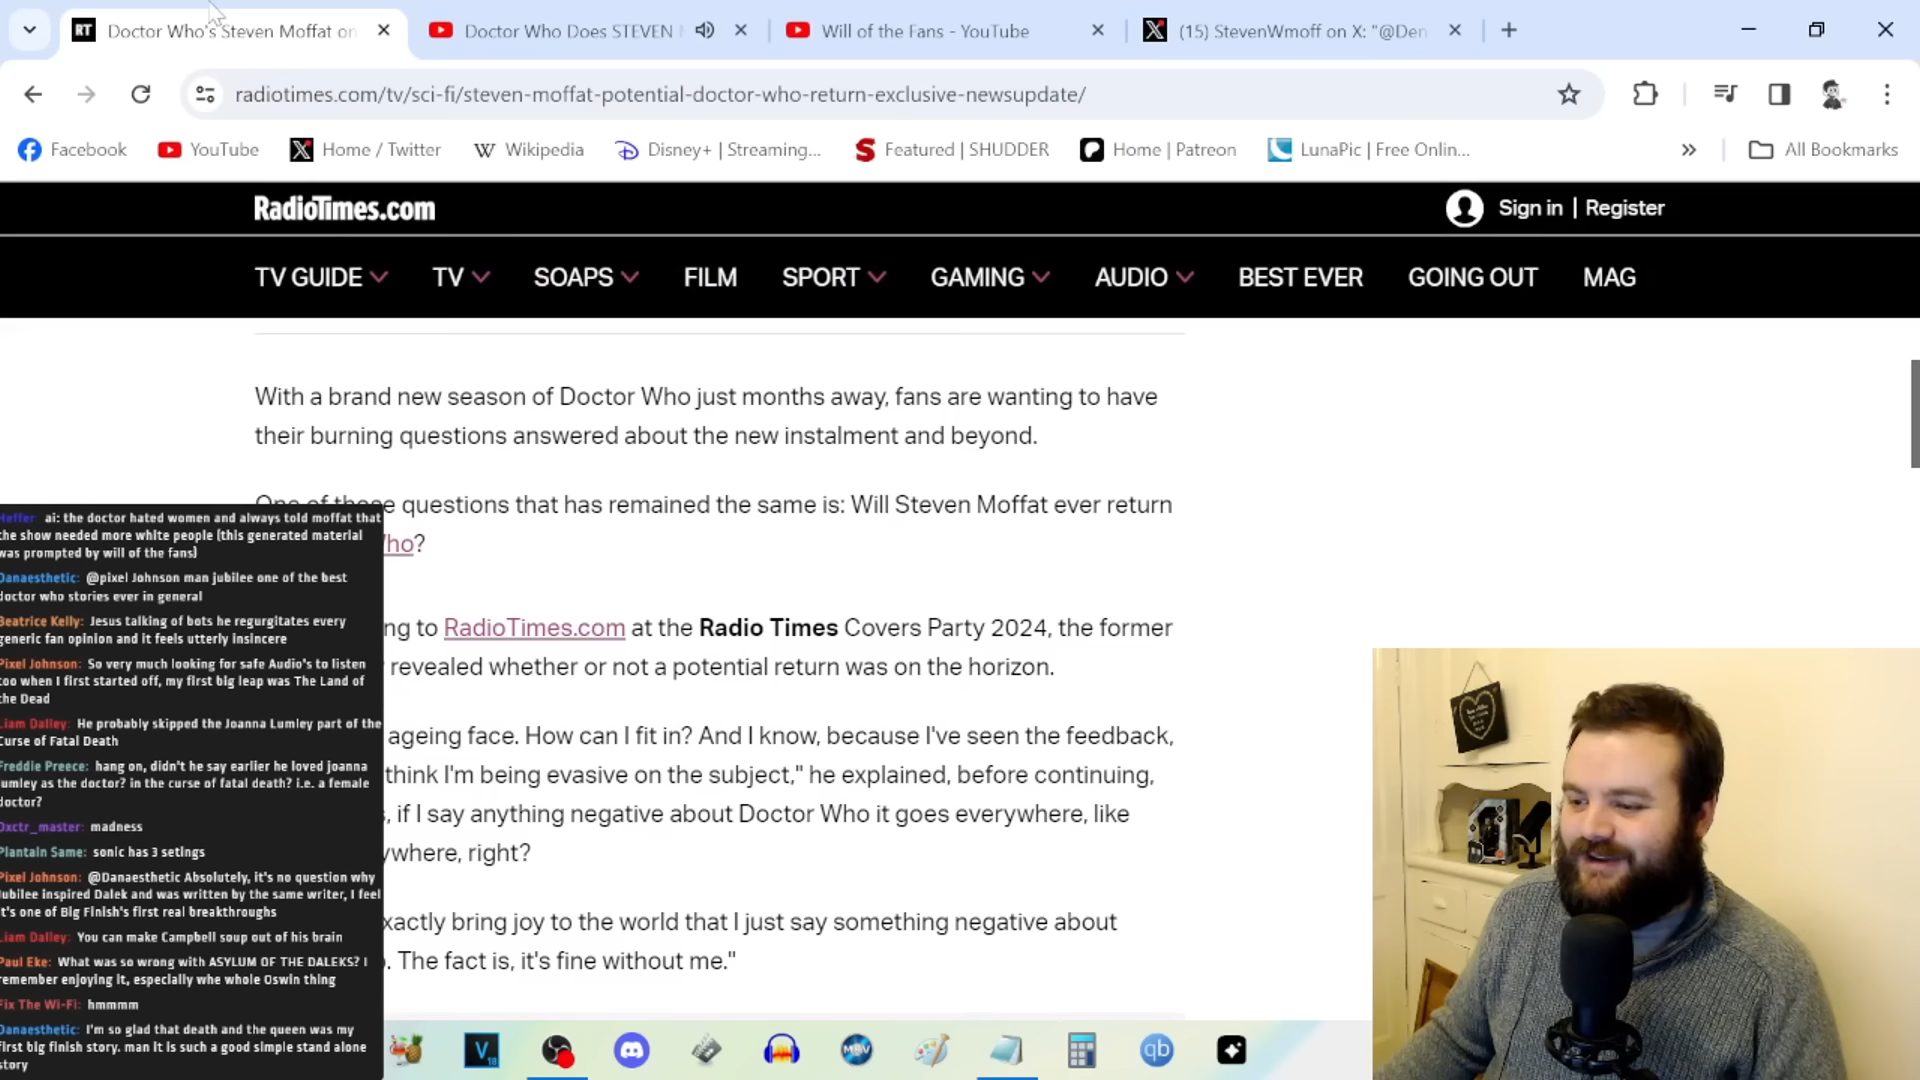 RT Doctor Who's Steven Moffat on
Doctor Who Does STEVEN
Will of the Fans - YouTube
(15) StevenWmoff on X: "@Den
radiotimes.com/tv/sci-fi/steven-moffat-potential-doctor-who-return-exclusive-newsupdate/
Facebook
YouTube
Home / Twitter
W Wikipedia
Disney+ | Streaming...
Featured | SHUDDER
Home | Patreon
LunaPic | Free Onlin...
All Bookmarks
RadioTimes.com
Sign in | Register
TV GUIDE
TV
SOAPS
FILM
SPORT
GAMING
AUDIO
BEST EVER
GOING OUT
MAG
With a brand new season of Doctor Who just months away, fans are wanting to have
their burning questions answered about the new instalment and beyond.
One of those questions that has remained the same is: Will Steven Moffat ever return
Who?
ng to RadioTimes.com at the Radio Times Covers Party 2024, the former
revealed whether or not a potential return was on the horizon.
ageing face. How can I fit in? And I know, because I've seen the feedback,
think I'm being evasive on the subject," he explained, before continuing,
, if I say anything negative about Doctor Who it goes everywhere, like
ywhere, right?
xactly bring joy to the world that I just say something negative about
. The fact is, it's fine without me."
Heffer: ai: the doctor hated women and always told moffat that
the show needed more white people (this generated material
was prompted by will of the fans)
Danaesthetic: @pixel Johnson man jubilee one of the best
doctor who stories ever in general
Beatrice Kelly: Jesus talking of bots he regurgitates every
generic fan opinion and it feels utterly insincere
Pixel Johnson: So very much looking for safe Audio's to listen
too when I first started off, my first big leap was The Land of
the Dead
Liam Dalley: He probably skipped the Joanna Lumley part of the
Curse of Fatal Death
Freddie Preece: hang on, didn't he say earlier he loved joanna
lumley as the doctor? in the curse of fatal death? i.e. a female
doctor?
Dxctr_master: madness
Plantain Same: sonic has 3 setings
Pixel Johnson: @Danaesthetic Absolutely, it's no question why
Jubilee inspired Dalek and was written by the same writer, I feel
it's one of Big Finish's first real breakthroughs
Liam Dalley: You can make Campbell soup out of his brain
Paul Eke: What was so wrong with ASYLUM OF THE DALEKS? I
remember enjoying it, especially whe whole Oswin thing
Fix The Wi-Fi: hmmmm
Danaesthetic: I'm so glad that death and the queen was my
first big finish story. man it is such a good simple stand alone
story
V
18
qb